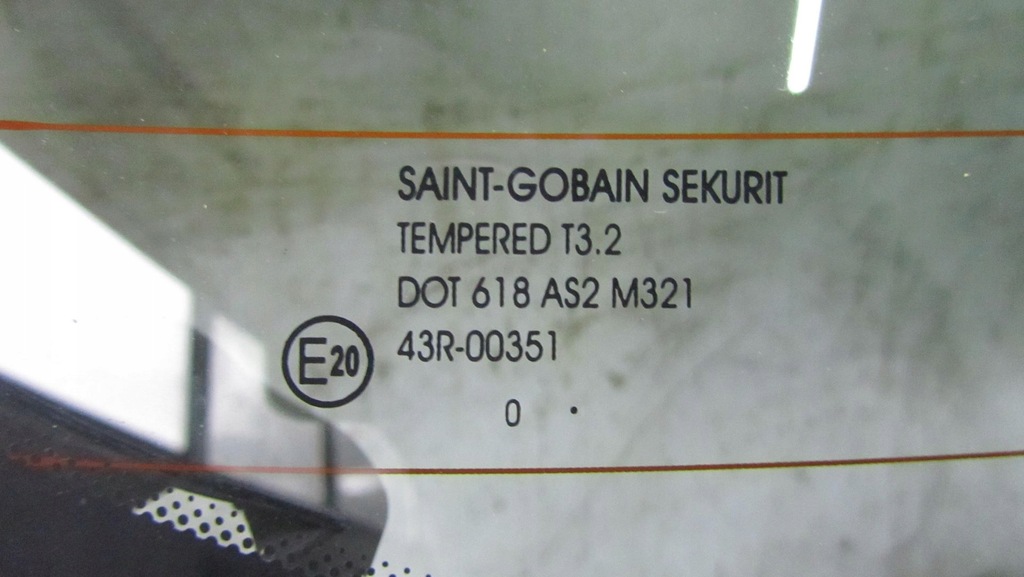 SAINT-GOBAIN SEKURIT
TEMPERED T3.2
DOT 618 AS2 M321
E20 43R-00351
0 .